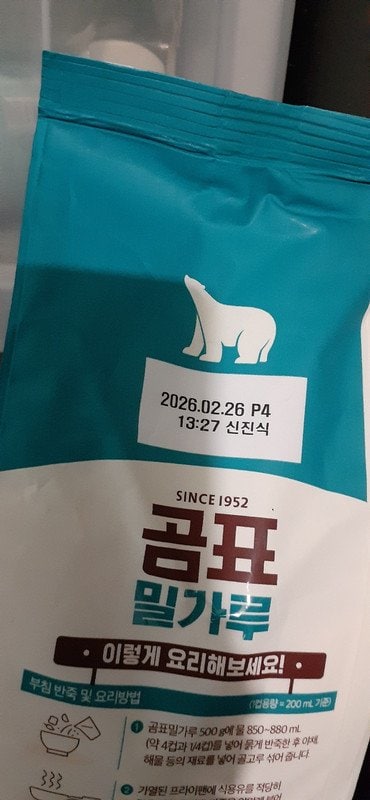 2026.02.26 P4
13:27 신진식
SINCE 1952
곰표
밀가루
이렇게 요리해보세요!
부침 반죽 및 요리방법
(1컵용량 = 200 mL 기준)
1 곰표밀가루 500 g에 물 850~880 mL
(약 4컵과 1/4컵)를 넣어 묽게 반죽한 후 야채,
해물 등의 재료를 넣어 골고루 섞어 줍니다.
2 가열된 프라이팬에 식용유를 적당히